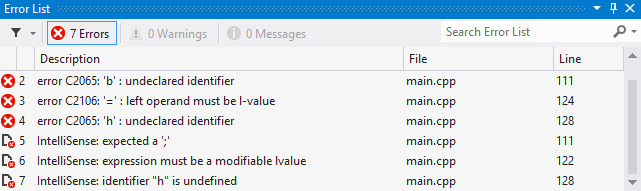 Error List
7 Errors 0 Warnings 0 Messages Search Error List
Description File Line
2 error C2065: 'b' : undeclared identifier main.cpp 111
3 error C2106: '=' : left operand must be l-value main.cpp 124
4 error C2065: 'h' : undeclared identifier main.cpp 128
5 IntelliSense: expected a ';' main.cpp 111
6 IntelliSense: expression must be a modifiable lvalue main.cpp 122
7 IntelliSense: identifier "h" is undefined main.cpp 128